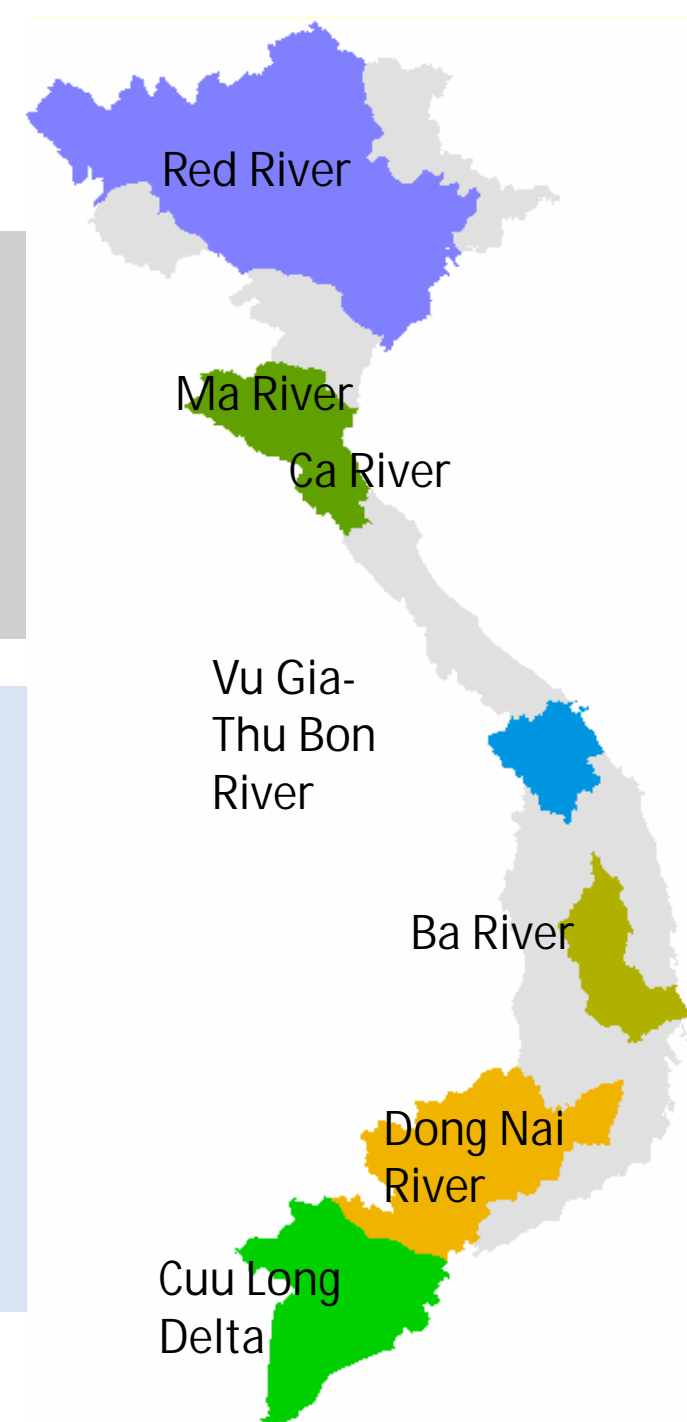 Red River
Ma River
Ca River
Vu Gia-
Thu Bon
River
Ba River
Dong Nai
River
Cuu Long
Delta